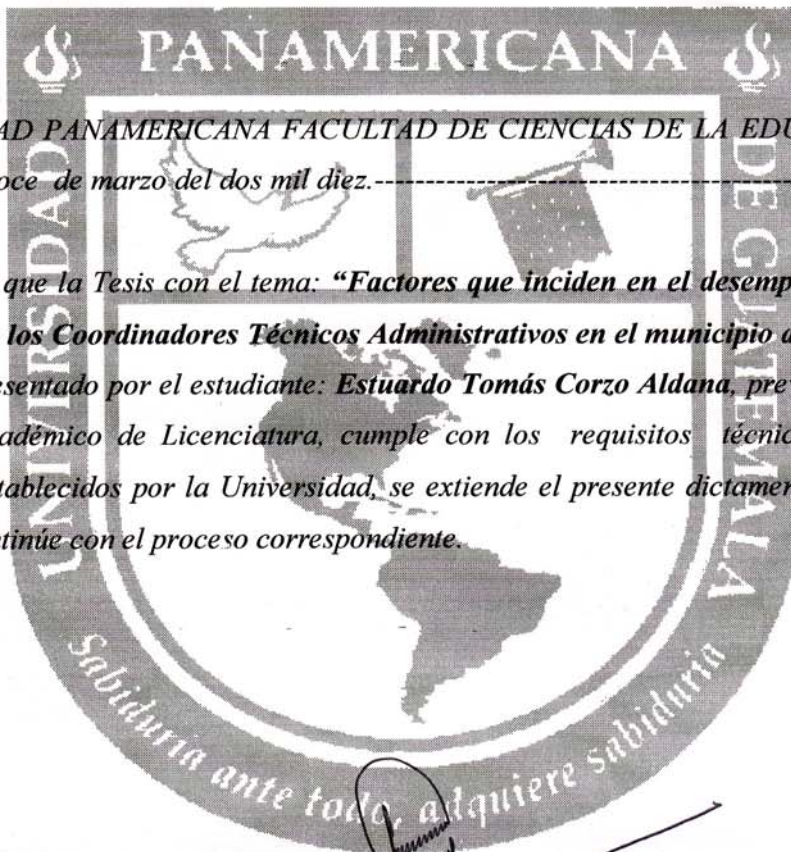 PANAMERICANA
UNIVERSIDAD
DE GUATEMALA
AD PANAMERICANA FACULTAD DE CIENCIAS DE LA EDU
oce de marzo del dos mil diez.------------------------------
que la Tesis con el tema: “Factores que inciden en el desemp
los Coordinadores Técnicos Administrativos en el municipio d
esentado por el estudiante: Estuardo Tomás Corzo Aldana, prev
adémico de Licenciatura, cumple con los requisitos técnic
tablecidos por la Universidad, se extiende el presente dictamen
ntinúe con el proceso correspondiente.
Sabiduría ante todo, adquiere sabiduría